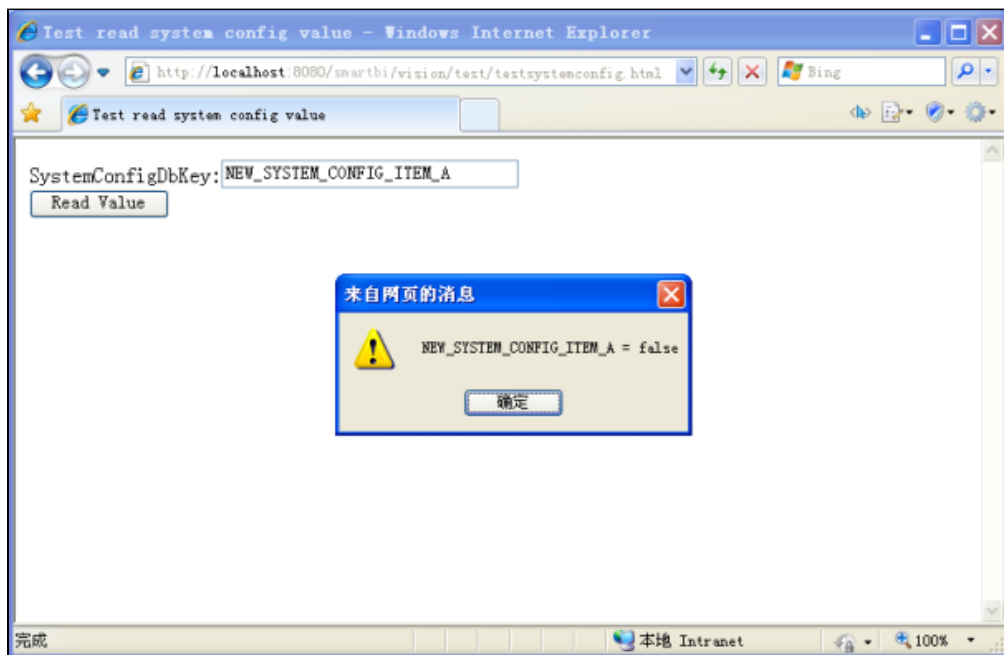 Test read system config value - Windows Internet Explorer
http://localhost:8080/smartbi/vision/test/testsystemconfig.html
Bing
Test read system config value
SystemConfigDbKey:
NEW_SYSTEM_CONFIG_ITEM_A
Read Value
来自网页的消息
NEW_SYSTEM_CONFIG_ITEM_A = false
确定
完成
本地 Intranet
100%